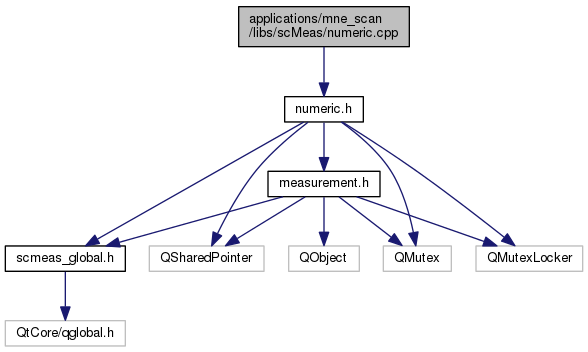 applications/mne_scan
/libs/scMeas/numeric.cpp
numeric.h
measurement.h
scmeas_global.h
QSharedPointer
QObject
QMutex
QMutexLocker
QtCore/qglobal.h